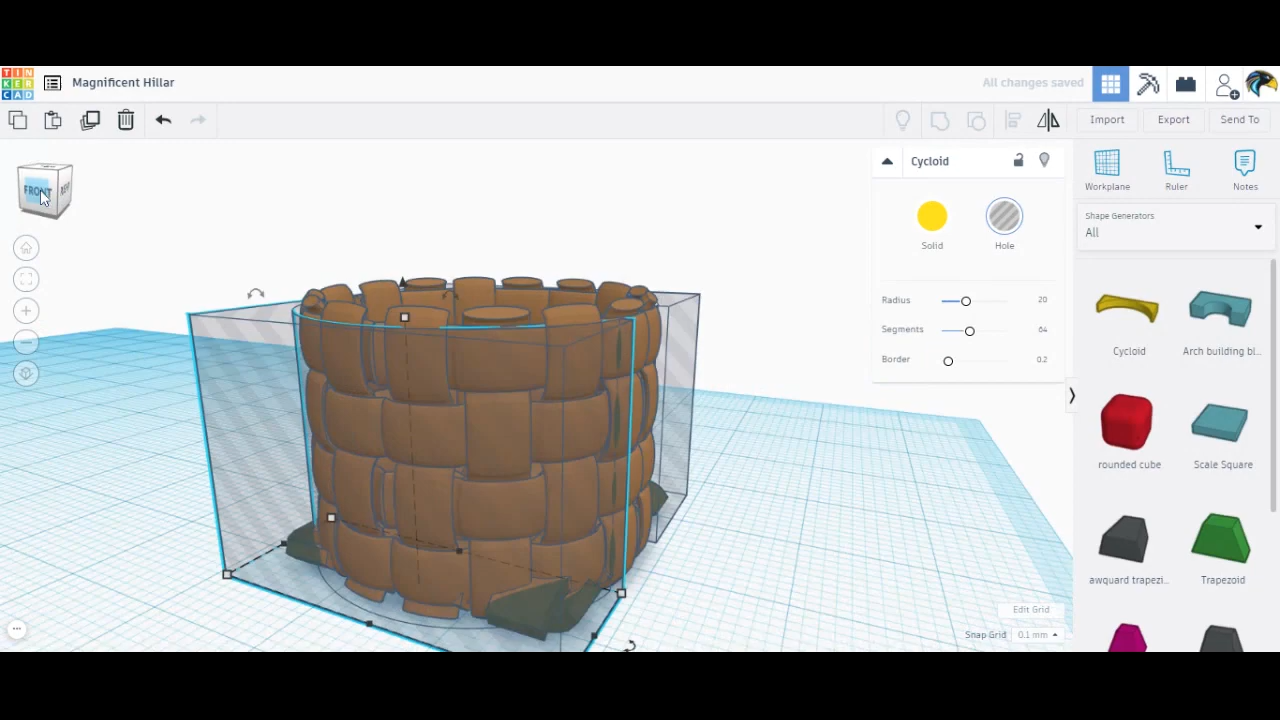 TIN
KER
CAD
Magnificent Hillar
All changes saved
Import
Export
Send To
FRONT
Cycloid
Solid
Hole
Radius
20
Segments
64
Border
0.2
Workplane
Ruler
Notes
Shape Generators
All
Cycloid
Arch building bl...
rounded cube
Scale Square
awquard trapezi...
Trapezoid
Edit Grid
Snap Grid
0.1 mm